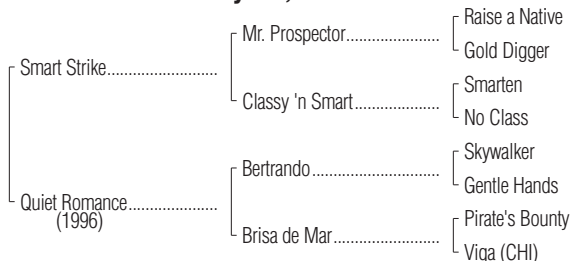 Raise a Native
Mr. Prospector
Gold Digger
Smart Strike
Smarten
Classy 'n Smart
No Class
Skywalker
Bertrando
Gentle Hands
Quiet Romance
(1996)
Pirate's Bounty
Brisa de Mar
Viga (CHI)